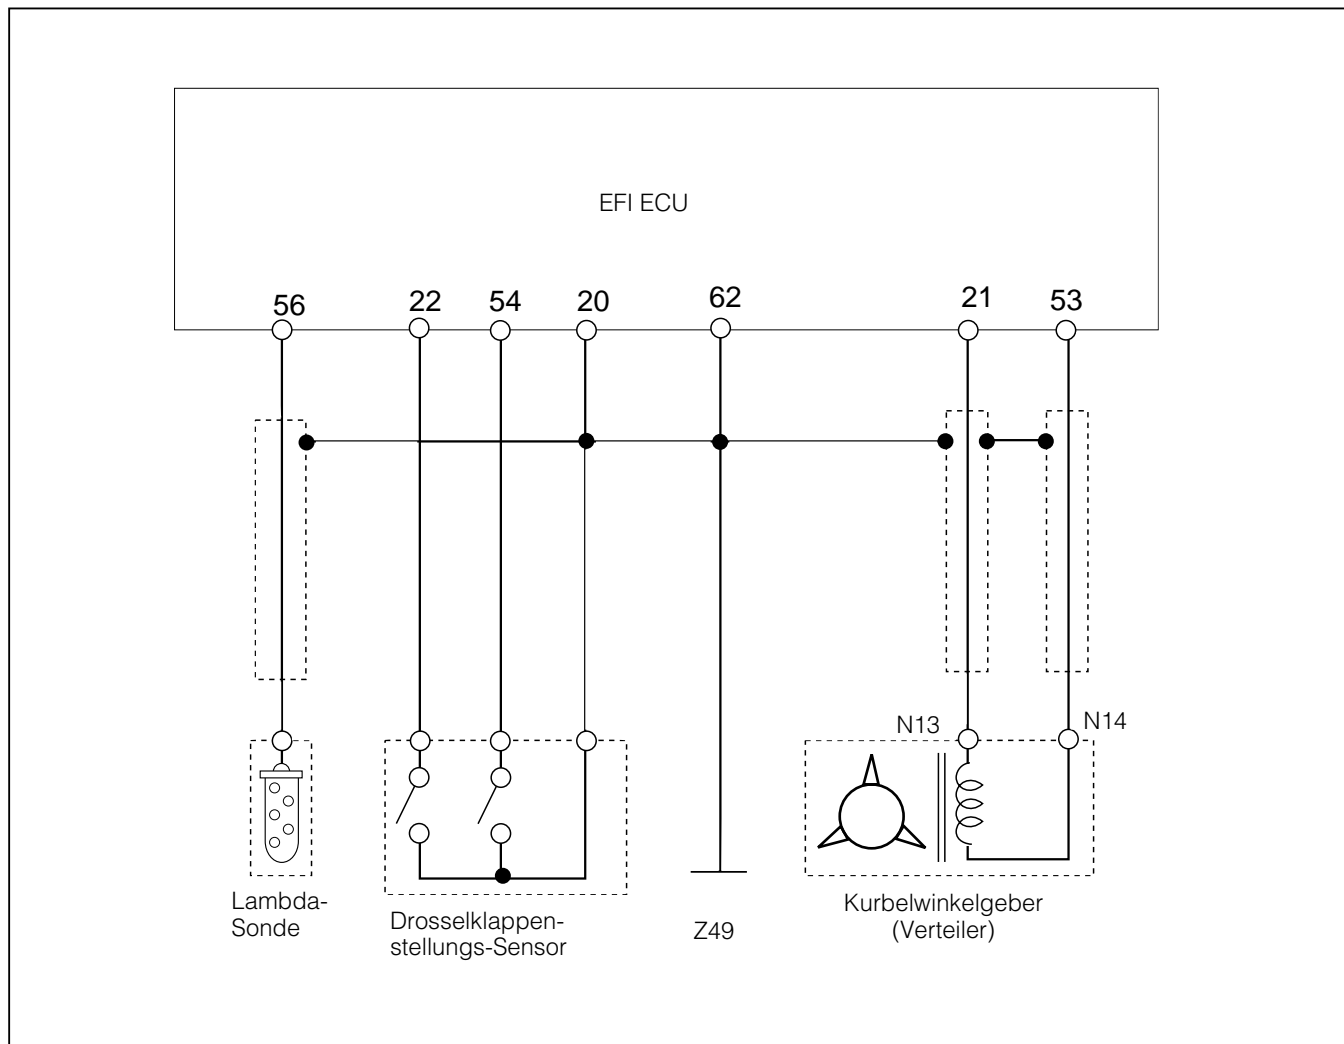 EFI ECU
56
22
54
20
62
21
53
N13
N14
Lambda-
Sonde
Drosselklappen-
stellungs-Sensor
Z49
Kurbelwinkelgeber
(Verteiler)